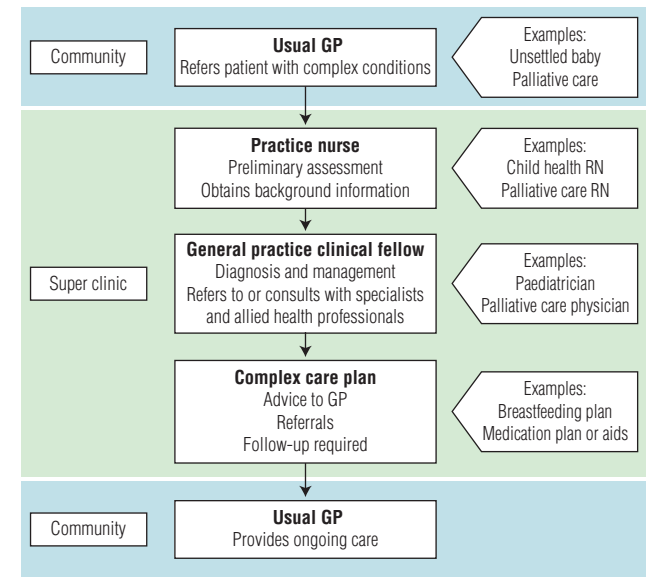 Community
Usual GP
Refers patient with complex conditions
Examples:
Unsettled baby
Palliative care
Practice nurse
Preliminary assessment
Obtains background information
Examples:
Child health RN
Palliative care RN
Super clinic
General practice clinical fellow
Diagnosis and management
Refers to or consults with specialists
and allied health professionals
Examples:
Paediatrician
Palliative care physician
Complex care plan
Advice to GP
Referrals
Follow-up required
Examples:
Breastfeeding plan
Medication plan or aids
Community
Usual GP
Provides ongoing care